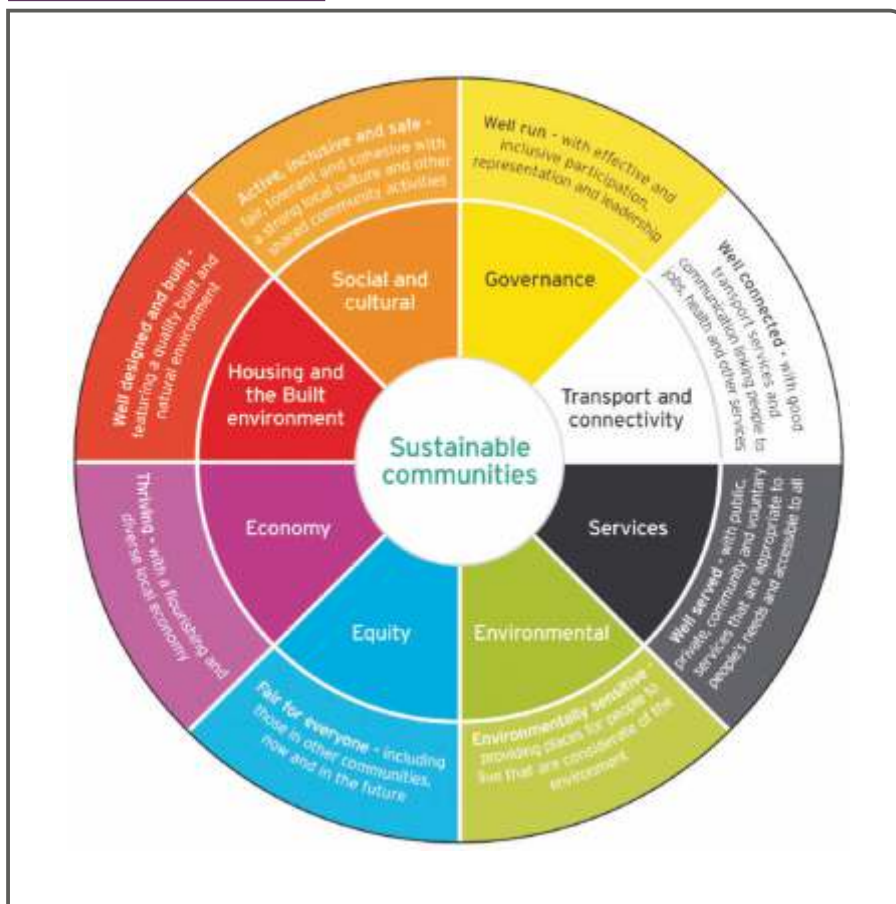 Sustainable
communities
Governance
Well run - with effective and
inclusive participation,
representation and leadership
Transport and
connectivity
Well connected - with good
transport services and
communication linking people to
jobs, health and other services
Services
Well served - with public,
private, community and voluntary
services that are appropriate to
people's needs and accessible to all
Environmental
Environmentally sensitive -
providing places for people to
live that are considerate of the
environment
Equity
Fair for everyone - including
those in other communities,
now and in the future
Economy
Thriving - with a flourishing and
diverse local economy
Housing and
the Built
environment
Well designed and built -
featuring a quality built and
natural environment
Social and
cultural
Active, inclusive and safe -
fair, tolerant and cohesive with
a strong local culture and other
shared community activities